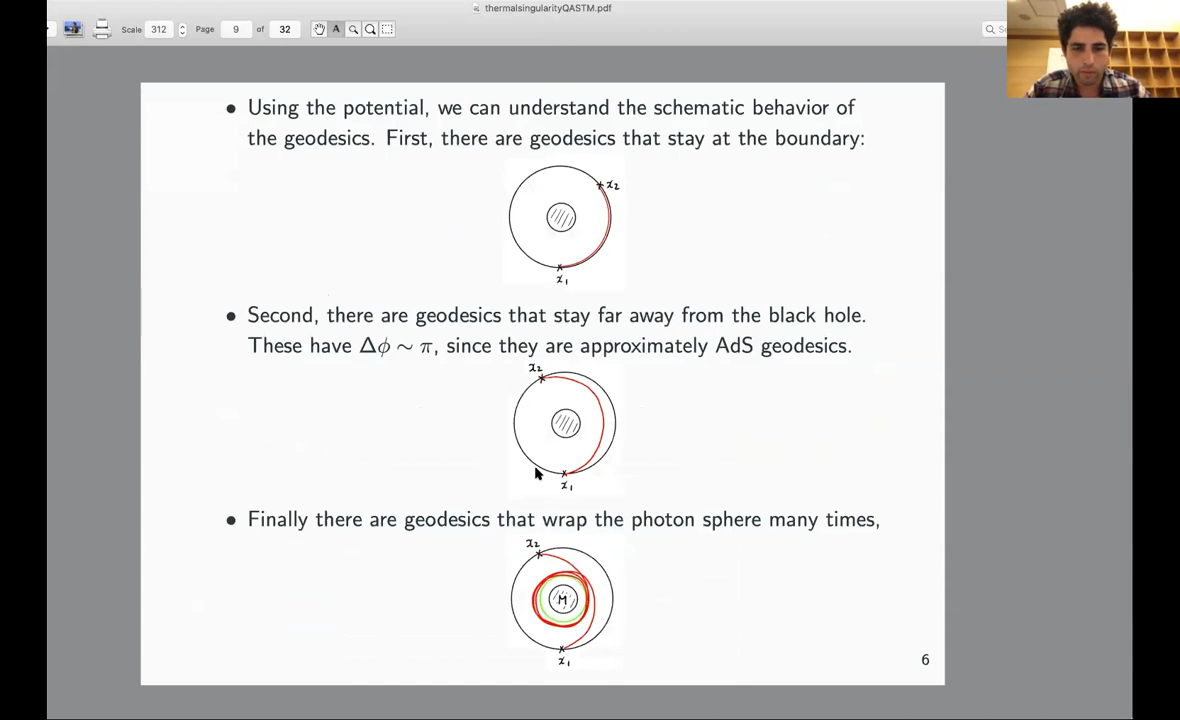 thermalsingularityQASTM.pdf
Scale 312 Page 9 of 32
• Using the potential, we can understand the schematic behavior of
the geodesics. First, there are geodesics that stay at the boundary:
x2
x1
• Second, there are geodesics that stay far away from the black hole.
These have Δϕ ∼ π, since they are approximately AdS geodesics.
x2
x1
• Finally there are geodesics that wrap the photon sphere many times,
x2
M
x1
6